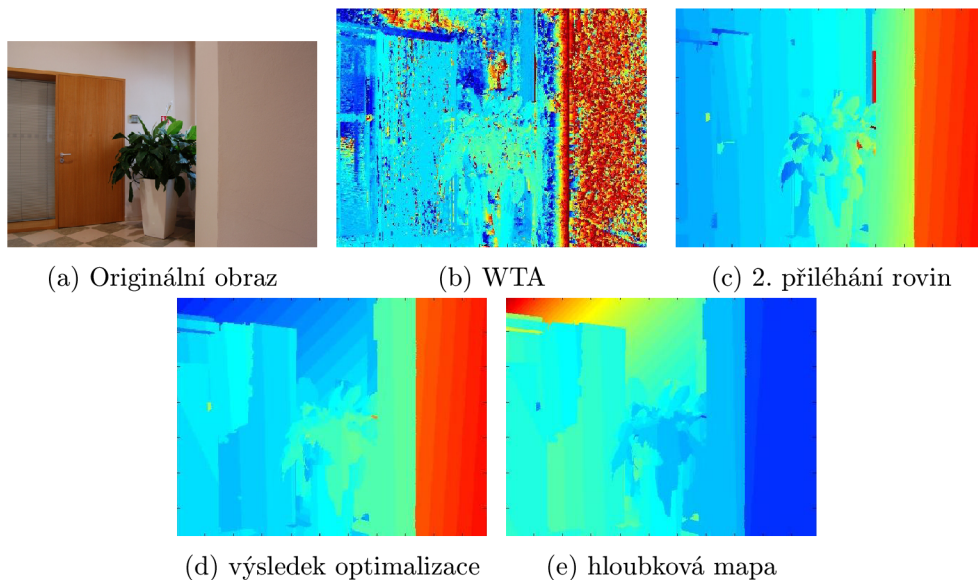 (a) Originální obraz
(b) WTA
(c) 2. přiléhání rovin
(d) výsledek optimalizace
(e) hloubková mapa